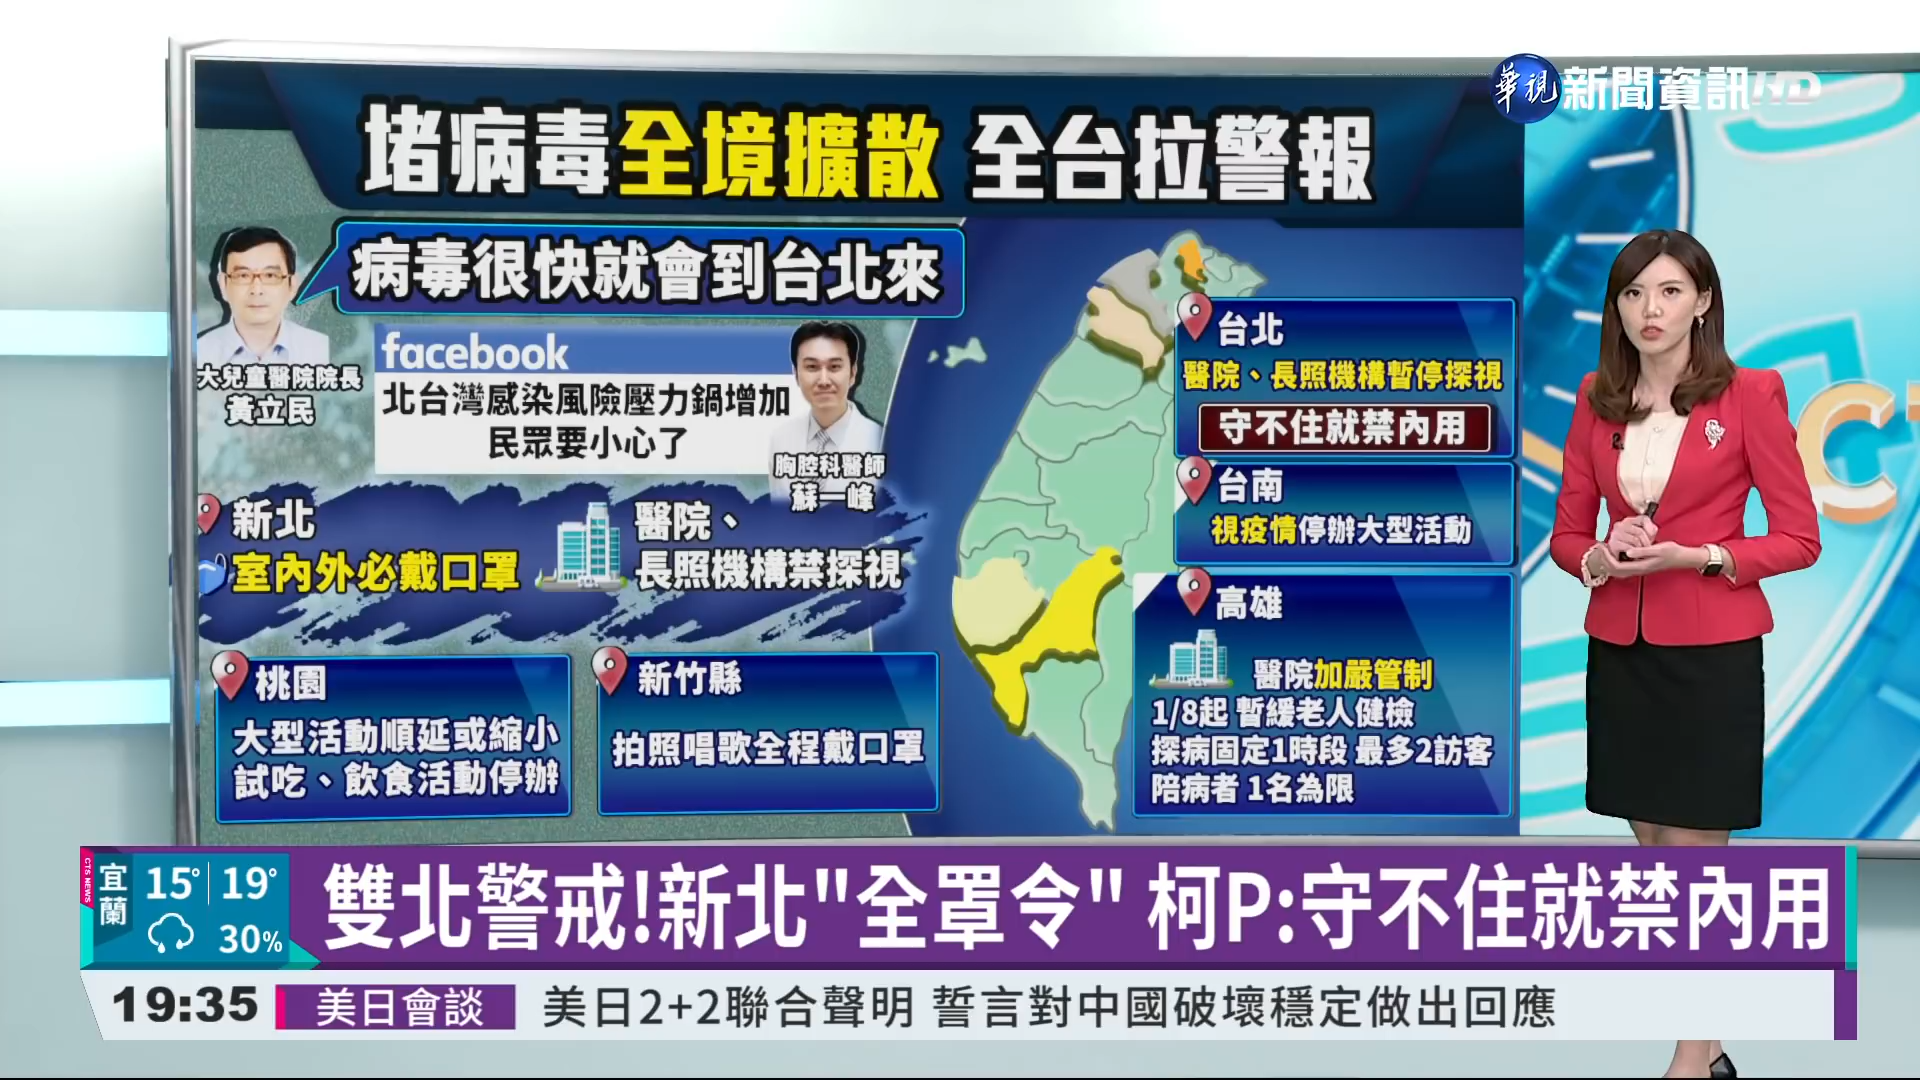 華視新聞資訊HD
堵病毒全境擴散 全台拉警報
病毒很快就會到台北來
大兒童醫院院長
黃立民
facebook
北台灣感染風險壓力鍋增加
民眾要小心了
胸腔科醫師
蘇一峰
新北
室內外必戴口罩
醫院、
長照機構禁探視
桃園
大型活動順延或縮小
試吃、飲食活動停辦
新竹縣
拍照唱歌全程戴口罩
台北
醫院、長照機構暫停探視
守不住就禁內用
台南
視疫情停辦大型活動
高雄
醫院加嚴管制
1/8起 暫緩老人健檢
探病固定1時段 最多2訪客
陪病者 1名為限
CTS NEWS
宜蘭
15° 19°
30%
雙北警戒!新北"全罩令" 柯P:守不住就禁內用
19:35
美日會談
美日2+2聯合聲明 誓言對中國破壞穩定做出回應